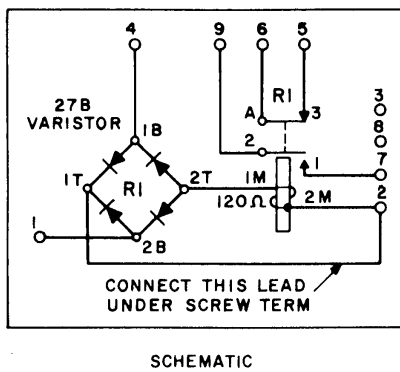 4 9 6 5
27B
VARISTOR
R1
A 3
3
1B
2
8
1
7
1T R1 2T 1M
120Ω 2M 2
1
2B
CONNECT THIS LEAD
UNDER SCREW TERM
SCHEMATIC